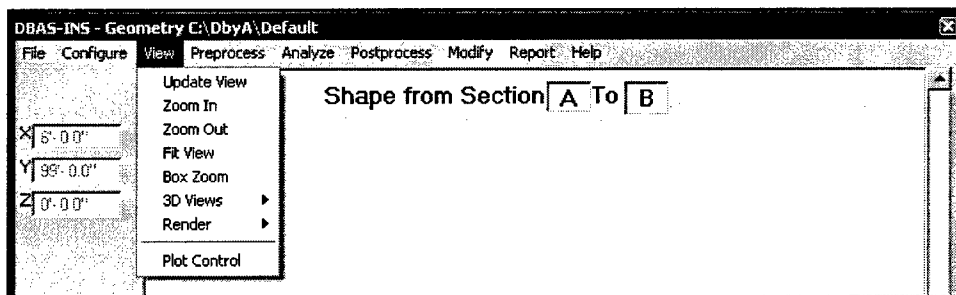 DBAS-INS - Geometry C:\DbyA\Default
File Configure View Preprocess Analyze Postprocess Modify Report Help
Update View
Zoom In
Zoom Out
Fit View
Box Zoom
3D Views
Render
Plot Control
Shape from Section A To B
X 6'- 0.0"
Y 99'- 0.0"
Z 0'- 0.0"